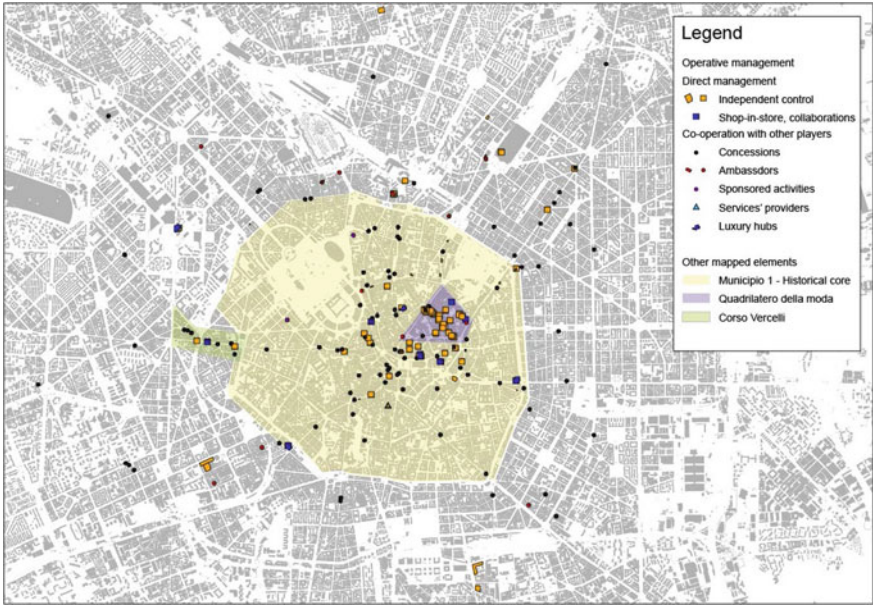 Legend
Operative management
Direct management
Independent control
Shop-in-store, collaborations
Co-operation with other players
Concessions
Ambassdors
Sponsored activities
Services' providers
Luxury hubs
Other mapped elements
Municipio 1 - Historical core
Quadrilatero della moda
Corso Vercelli